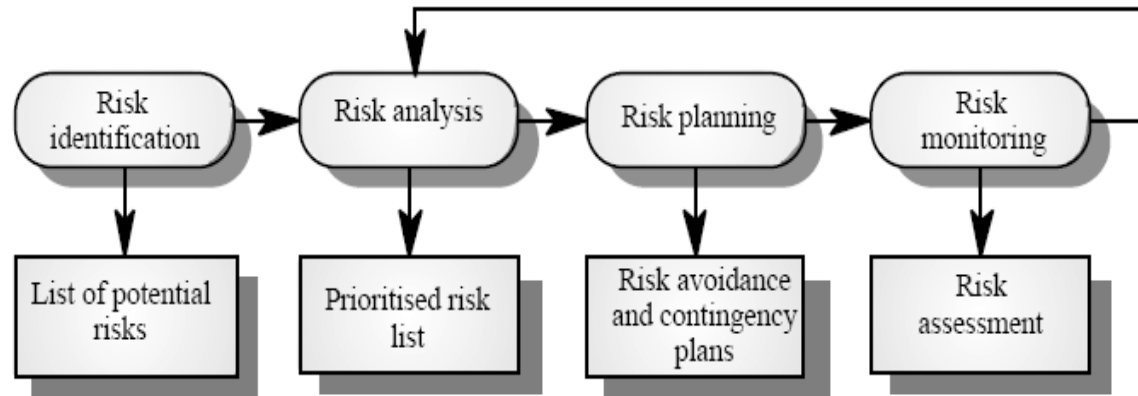 Risk
identification
Risk analysis
Risk planning
Risk
monitoring
List of potential
risks
Prioritised risk
list
Risk avoidance
and contingency
plans
Risk
assessment